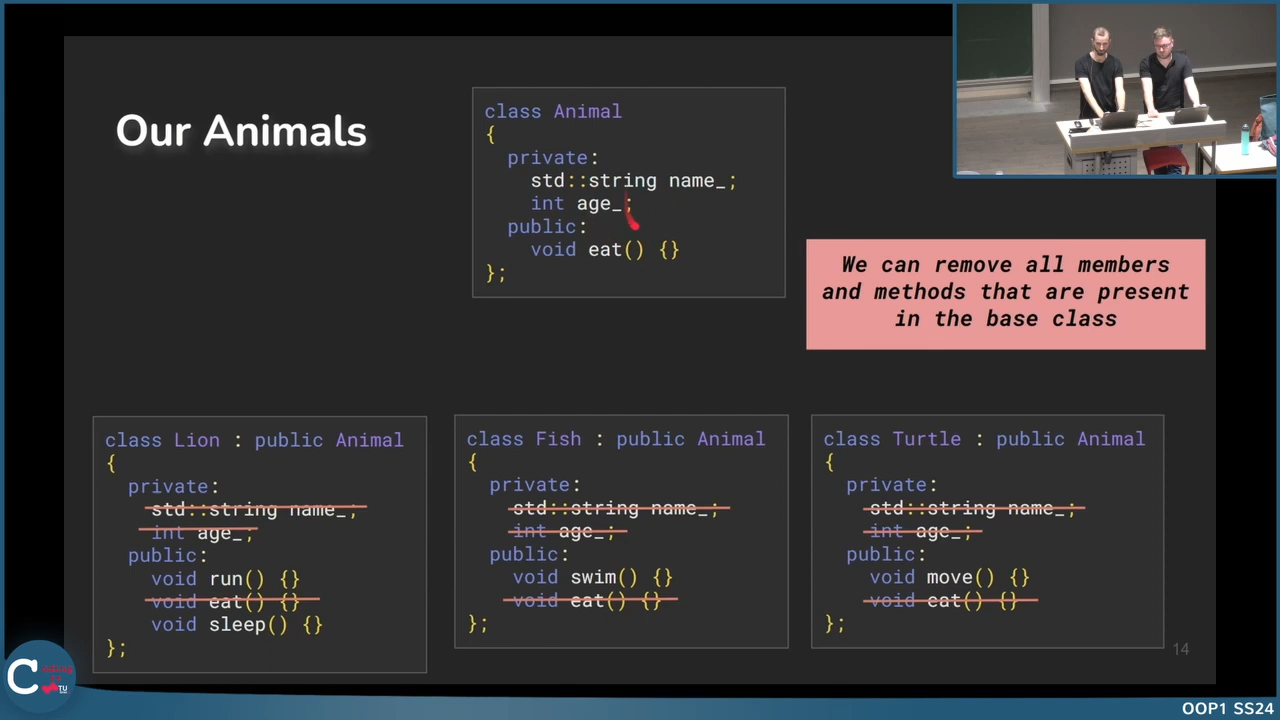 Our Animals
class Animal
{
private:
std::string name_;
int age_;
public:
void eat() {}
};
We can remove all members
and methods that are present
in the base class
class Lion : public Animal
{
private:
std::string name_;
int age_;
public:
void run() {}
void eat() {}
void sleep() {}
};
class Fish : public Animal
{
private:
std::string name_;
int age_;
public:
void swim() {}
void eat() {}
};
class Turtle : public Animal
{
private:
std::string name_;
int age_;
public:
void move() {}
void eat() {}
};
14
OOP1 SS24